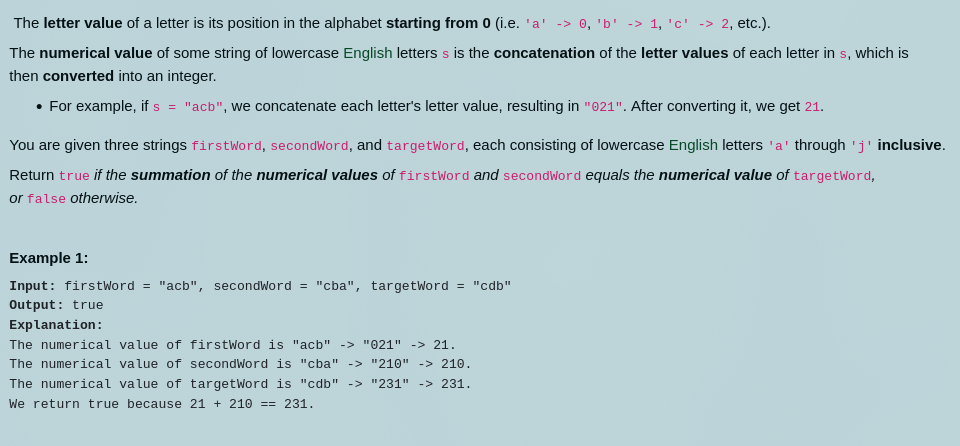 The letter value of a letter is its position in the alphabet starting from 0 (i.e. 'a' -> 0, 'b' -> 1, 'c' -> 2, etc.).
The numerical value of some string of lowercase English letters s is the concatenation of the letter values of each letter in s, which is
then converted into an integer.
• For example, if s = "acb", we concatenate each letter's letter value, resulting in "021". After converting it, we get 21.
You are given three strings firstWord, secondWord, and targetWord, each consisting of lowercase English letters 'a' through 'j' inclusive.
Return true if the summation of the numerical values of firstWord and secondWord equals the numerical value of targetWord,
or false otherwise.
Example 1:
Input: firstWord = "acb", secondWord = "cba", targetWord = "cdb"
Output: true
Explanation:
The numerical value of firstWord is "acb" -> "021" -> 21.
The numerical value of secondWord is "cba" -> "210" -> 210.
The numerical value of targetWord is "cdb" -> "231" -> 231.
We return true because 21 + 210 == 231.